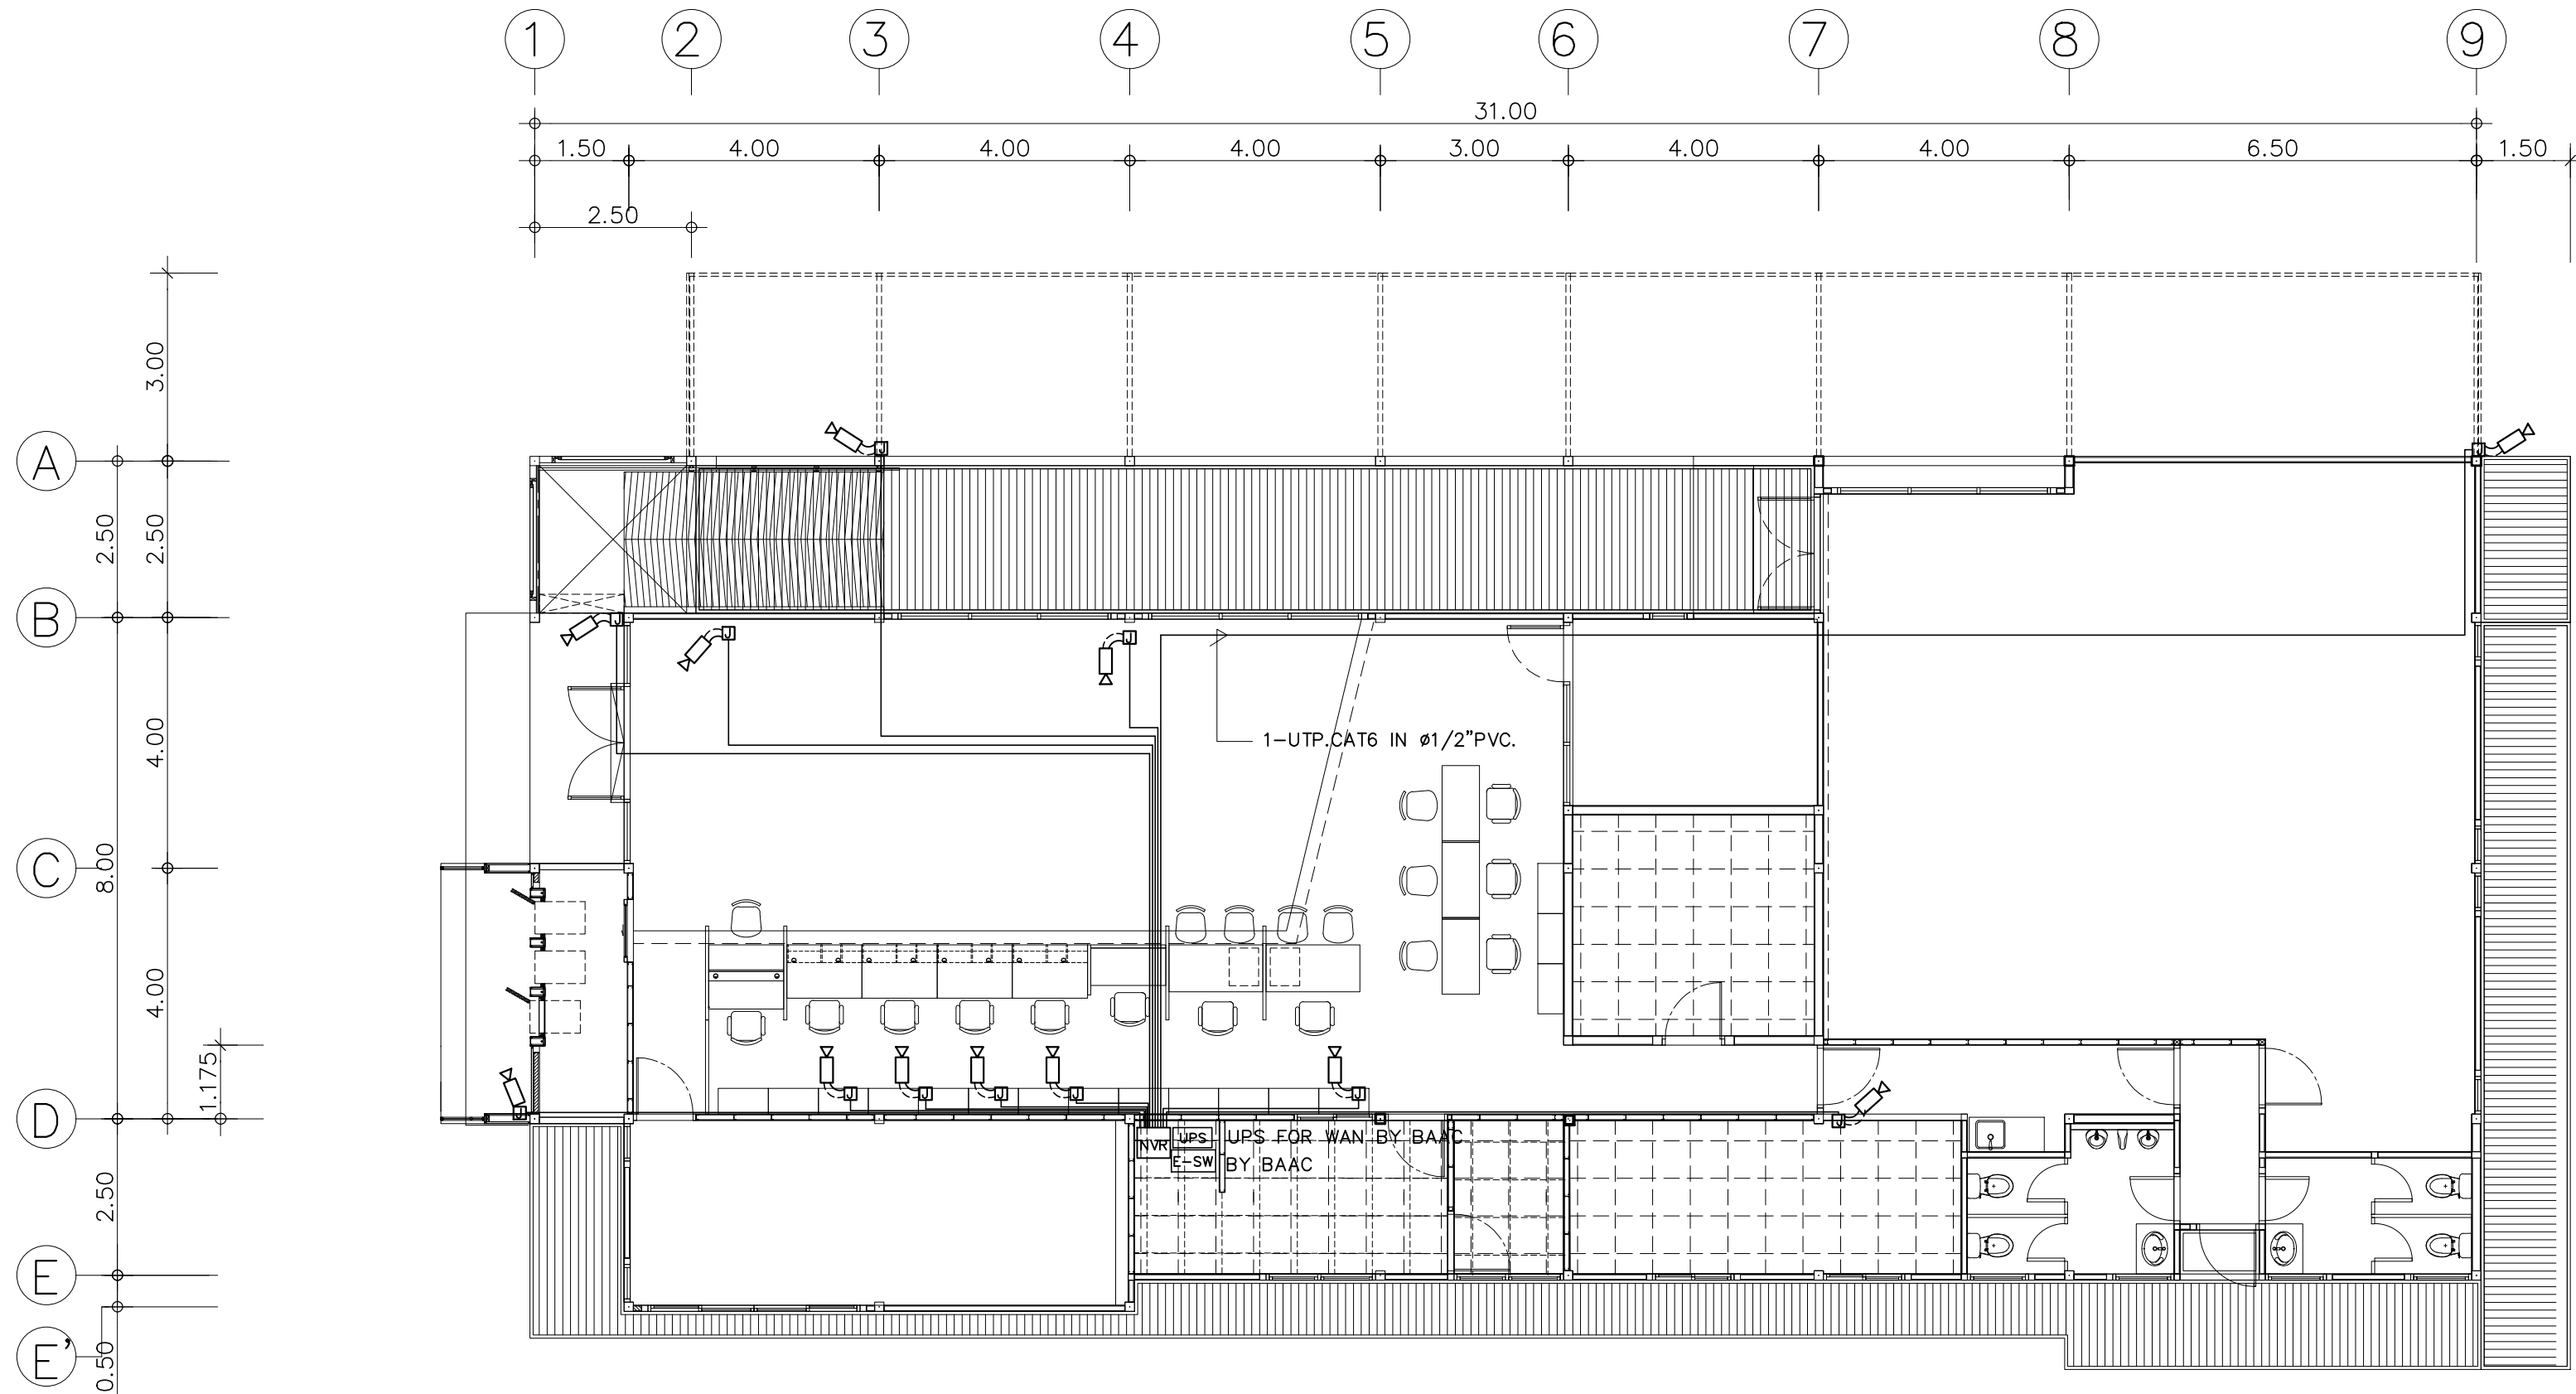 1 2 3 4 5 6 7 8 9
31.00
1.50 4.00 4.00 4.00 3.00 4.00 4.00 6.50 1.50
2.50
3.00
A
2.50 2.50
B
J
J
J
J
J
4.00
1-UTP.CAT6 IN ø1/2"PVC.
C
8.00
4.00
1.175
J J J J J
D
J
J
NVR UPS UPS FOR WAN BY BAAC
E-SW BY BAAC
2.50
E
E'
0.50